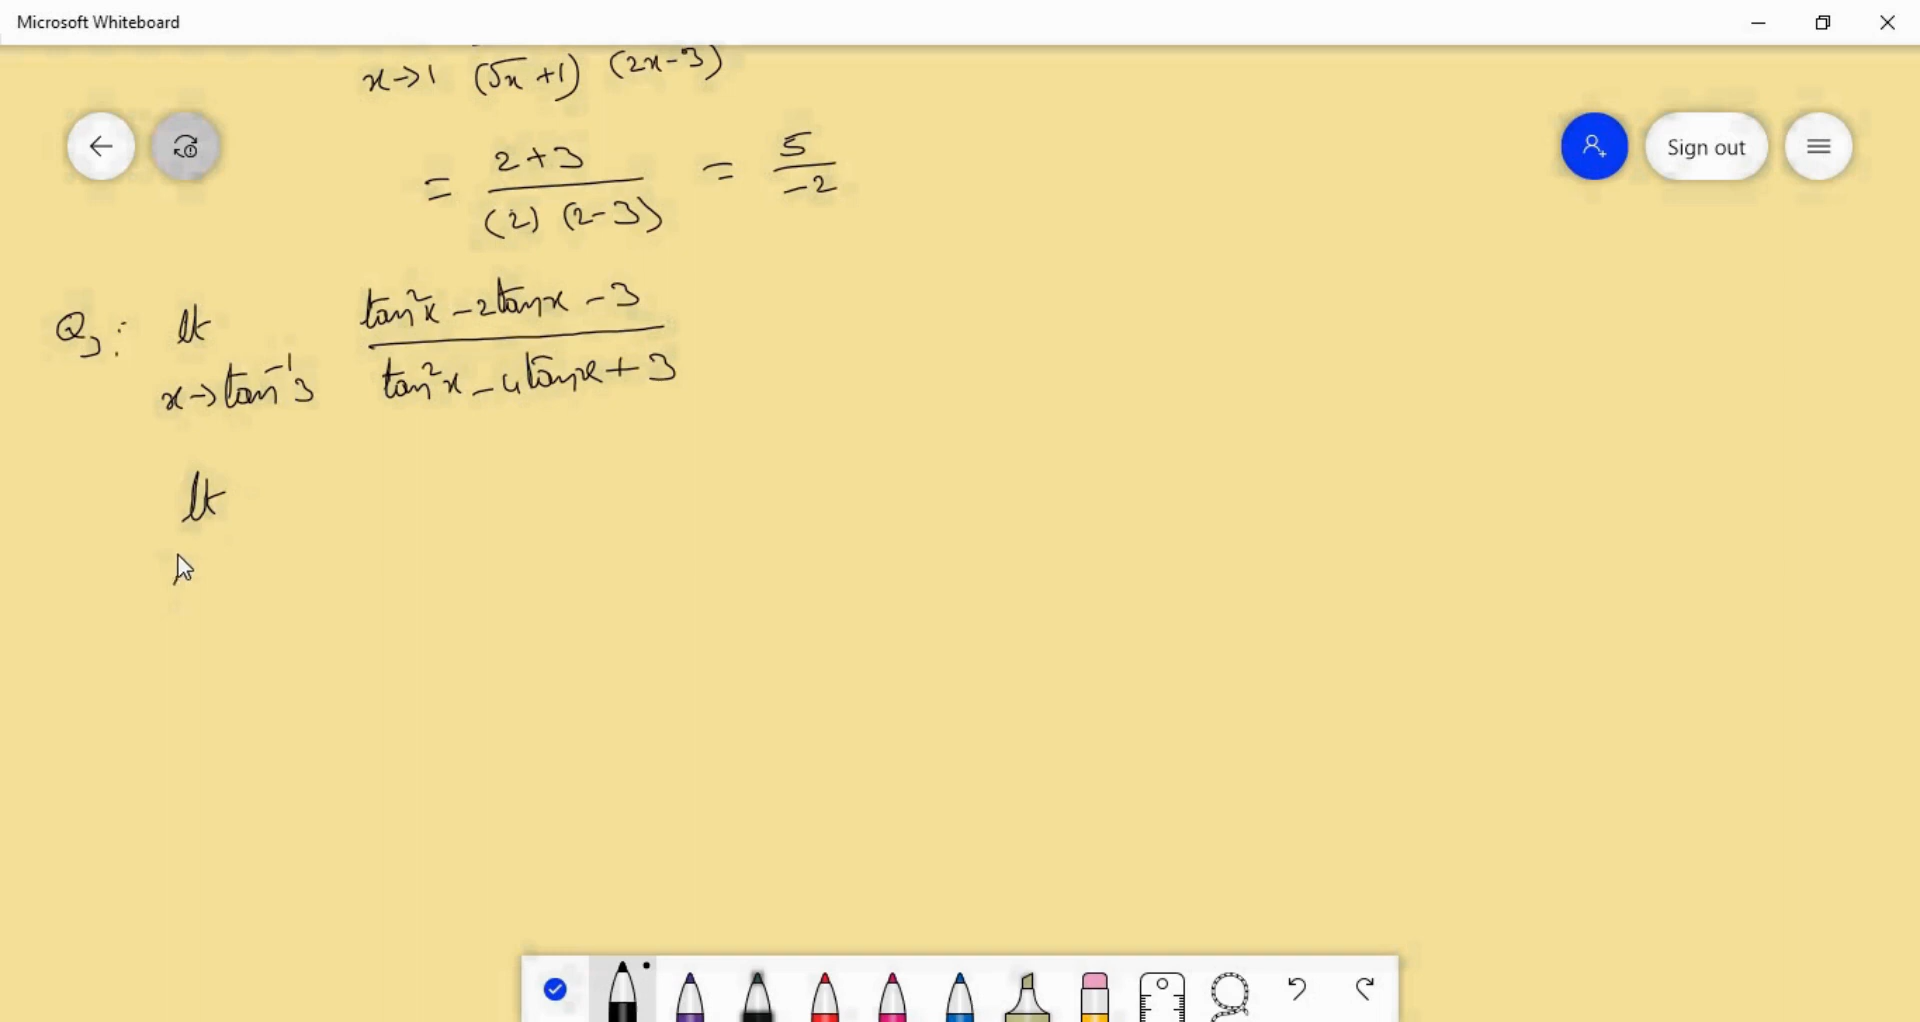 Microsoft Whiteboard
x→1 (√x +1) (2x-3)
Sign out
= 2+3 / (2) (2-3) = 5 / -2
Q3: lt x→tan⁻¹3 tan²x - 2tanx - 3 / tan²x - 4tanx + 3
lt